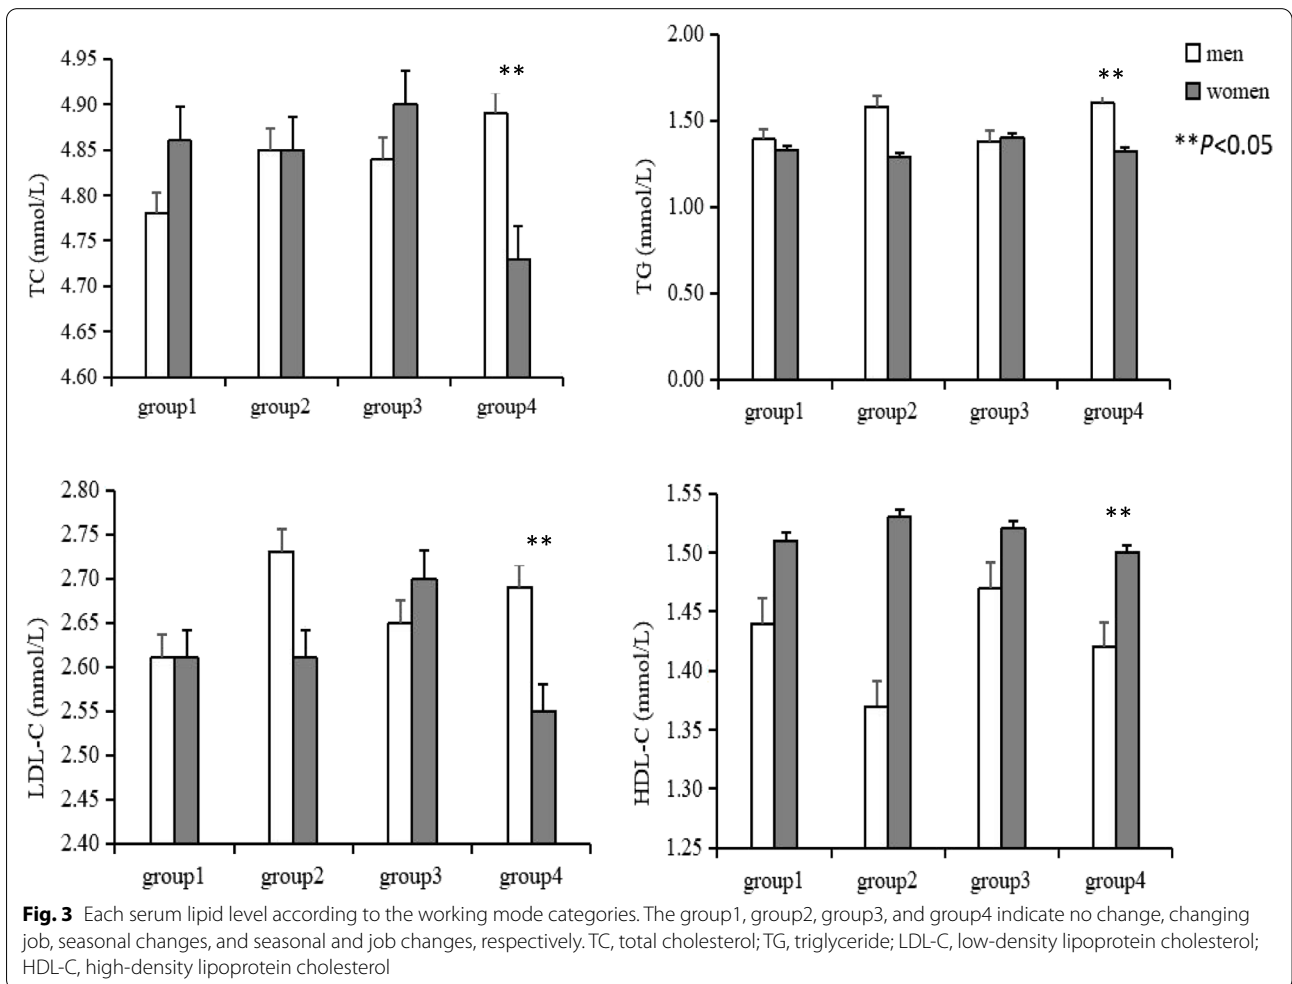 4.95
4.90
4.85
4.80
4.75
4.70
4.65
4.60
TC (mmol/L)
**
group1 group2 group3 group4
2.00
1.50
1.00
0.50
0.00
TG (mmol/L)
**
group1 group2 group3 group4
men
women
**P<0.05
2.80
2.75
2.70
2.65
2.60
2.55
2.50
2.45
2.40
LDL-C (mmol/L)
**
group1 group2 group3 group4
1.55
1.50
1.45
1.40
1.35
1.30
1.25
HDL-C (mmol/L)
**
group1 group2 group3 group4
Fig. 3 Each serum lipid level according to the working mode categories. The group1, group2, group3, and group4 indicate no change, changing
job, seasonal changes, and seasonal and job changes, respectively. TC, total cholesterol; TG, triglyceride; LDL-C, low-density lipoprotein cholesterol;
HDL-C, high-density lipoprotein cholesterol